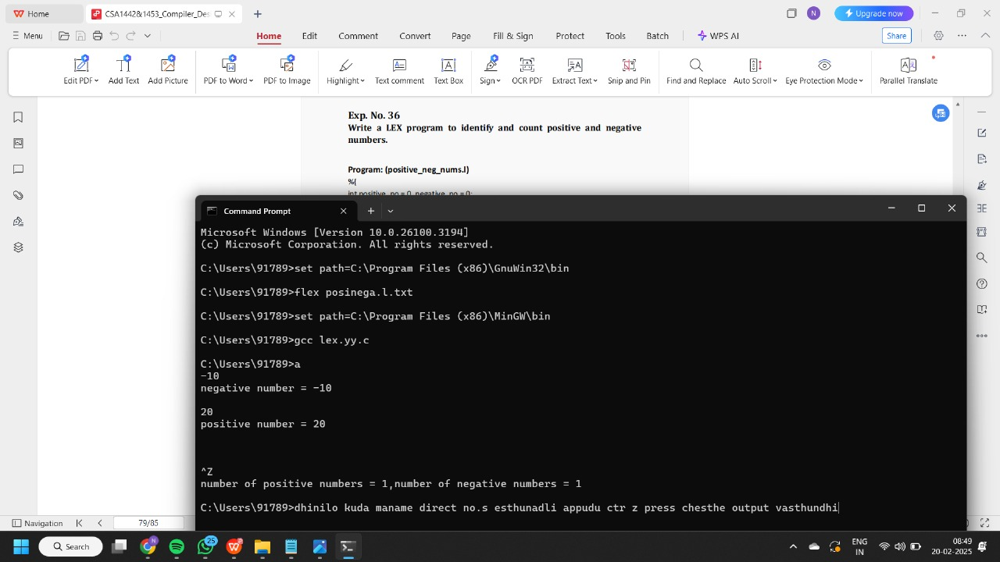 Home
CSA1442&1453_Compiler_Des
N
Upgrade now
Menu
Home
Edit
Comment
Convert
Page
Fill & Sign
Protect
Tools
Batch
WPS AI
Share
Edit PDF
Add Text
Add Picture
PDF to Word
PDF to Image
Highlight
Text comment
Text Box
Sign
OCR PDF
Extract Text
Snip and Pin
Find and Replace
Auto Scroll
Eye Protection Mode
Parallel Translate
Exp. No. 36
Write a LEX program to identify and count positive and negative
numbers.
Program: (positive_neg_nums.l)
%{
int positive_no = 0, negative_no = 0;
Command Prompt
Microsoft Windows [Version 10.0.26100.3194]
(c) Microsoft Corporation. All rights reserved.
C:\Users\91789>set path=C:\Program Files (x86)\GnuWin32\bin
C:\Users\91789>flex posinega.l.txt
C:\Users\91789>set path=C:\Program Files (x86)\MinGW\bin
C:\Users\91789>gcc lex.yy.c
C:\Users\91789>a
-10
negative number = -10
20
positive number = 20
^Z
number of positive numbers = 1,number of negative numbers = 1
C:\Users\91789>dhinilo kuda maname direct no.s esthunadli appudu ctr z press chesthe output vasthundhi
Navigation
79/85
Search
N
25
ENG
IN
08:49
20-02-2025